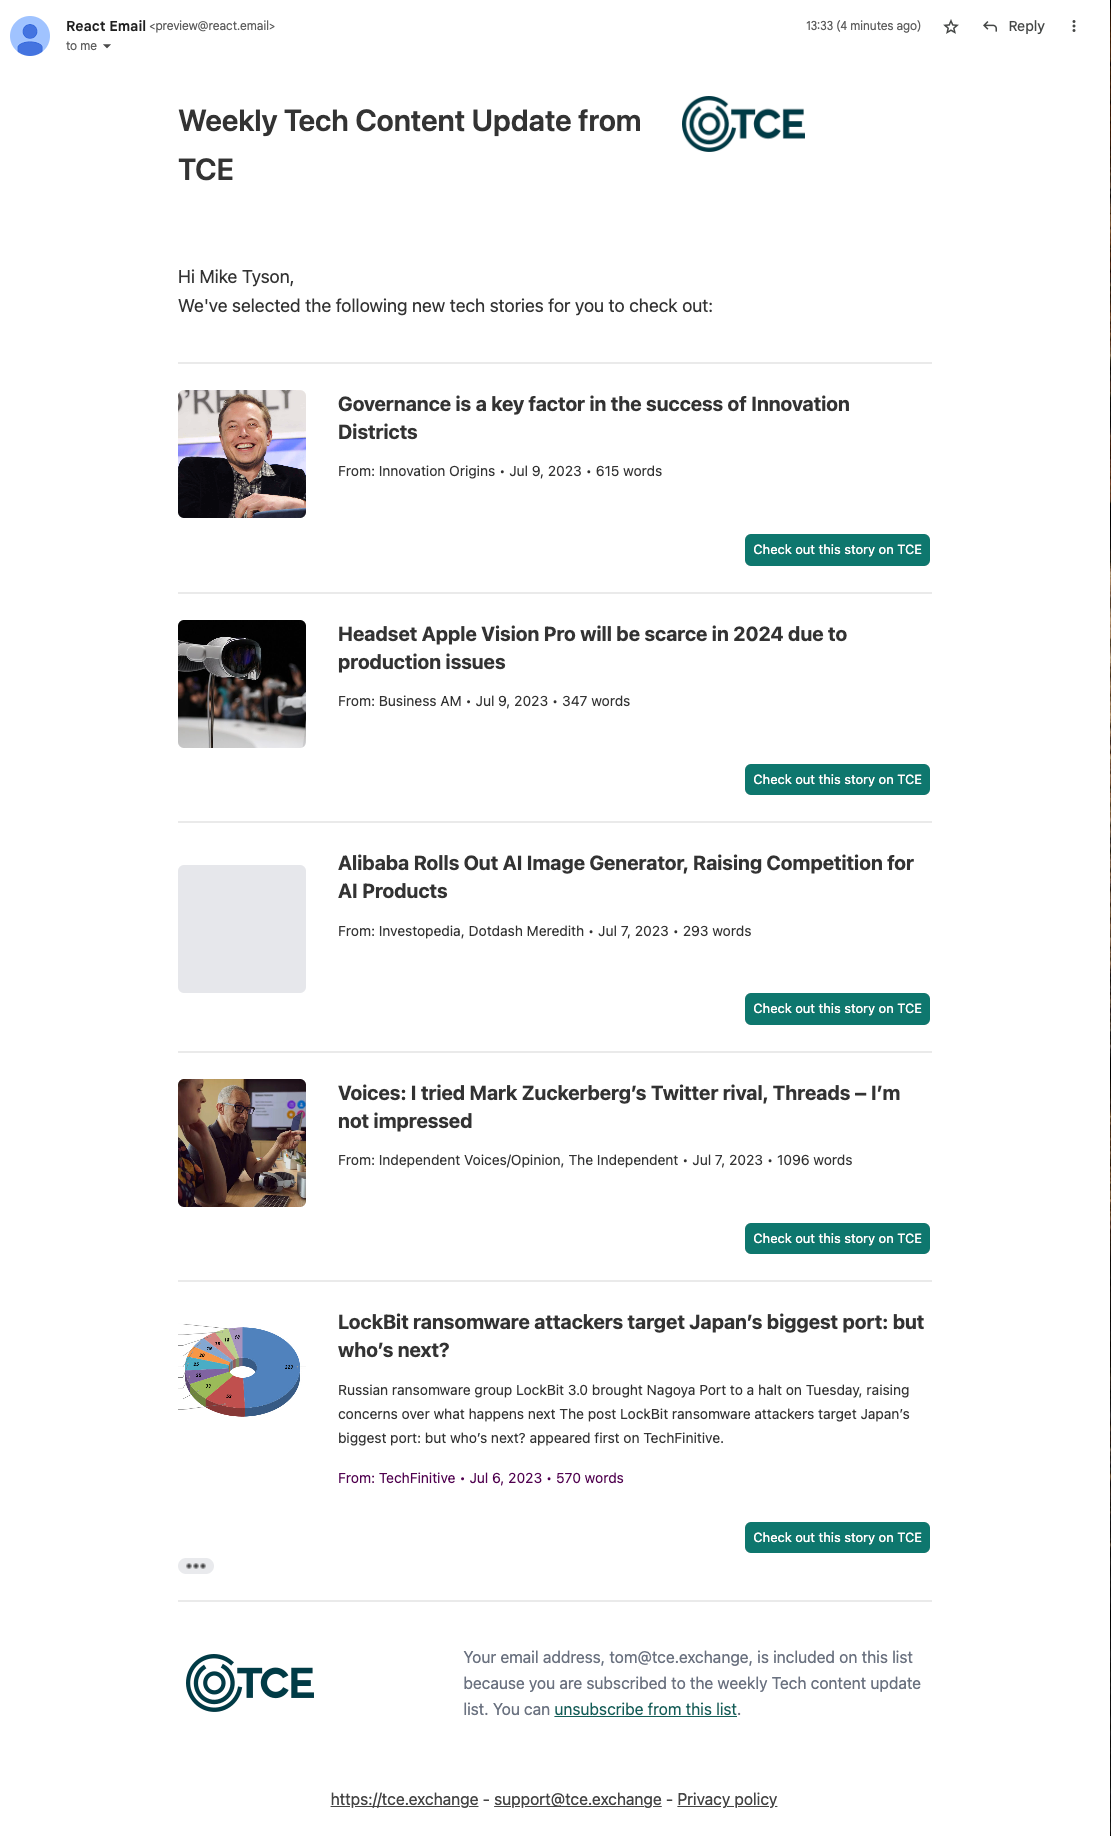 React Email <preview@react.email>
13:33 (4 minutes ago)
Reply
to me
Weekly Tech Content Update from
TCE
TCE
Hi Mike Tyson,
We've selected the following new tech stories for you to check out:
O'REILLY
Governance is a key factor in the success of Innovation
Districts
From: Innovation Origins • Jul 9, 2023 • 615 words
Check out this story on TCE
Headset Apple Vision Pro will be scarce in 2024 due to
production issues
From: Business AM • Jul 9, 2023 • 347 words
Check out this story on TCE
Alibaba Rolls Out AI Image Generator, Raising Competition for
AI Products
From: Investopedia, Dotdash Meredith • Jul 7, 2023 • 293 words
Check out this story on TCE
Voices: I tried Mark Zuckerberg’s Twitter rival, Threads – I’m
not impressed
From: Independent Voices/Opinion, The Independent • Jul 7, 2023 • 1096 words
Check out this story on TCE
LockBit ransomware attackers target Japan’s biggest port: but
who’s next?
Russian ransomware group LockBit 3.0 brought Nagoya Port to a halt on Tuesday, raising
concerns over what happens next The post LockBit ransomware attackers target Japan’s
biggest port: but who’s next? appeared first on TechFinitive.
From: TechFinitive • Jul 6, 2023 • 570 words
Check out this story on TCE
TCE
Your email address, tom@tce.exchange, is included on this list
because you are subscribed to the weekly Tech content update
list. You can unsubscribe from this list.
https://tce.exchange - support@tce.exchange - Privacy policy